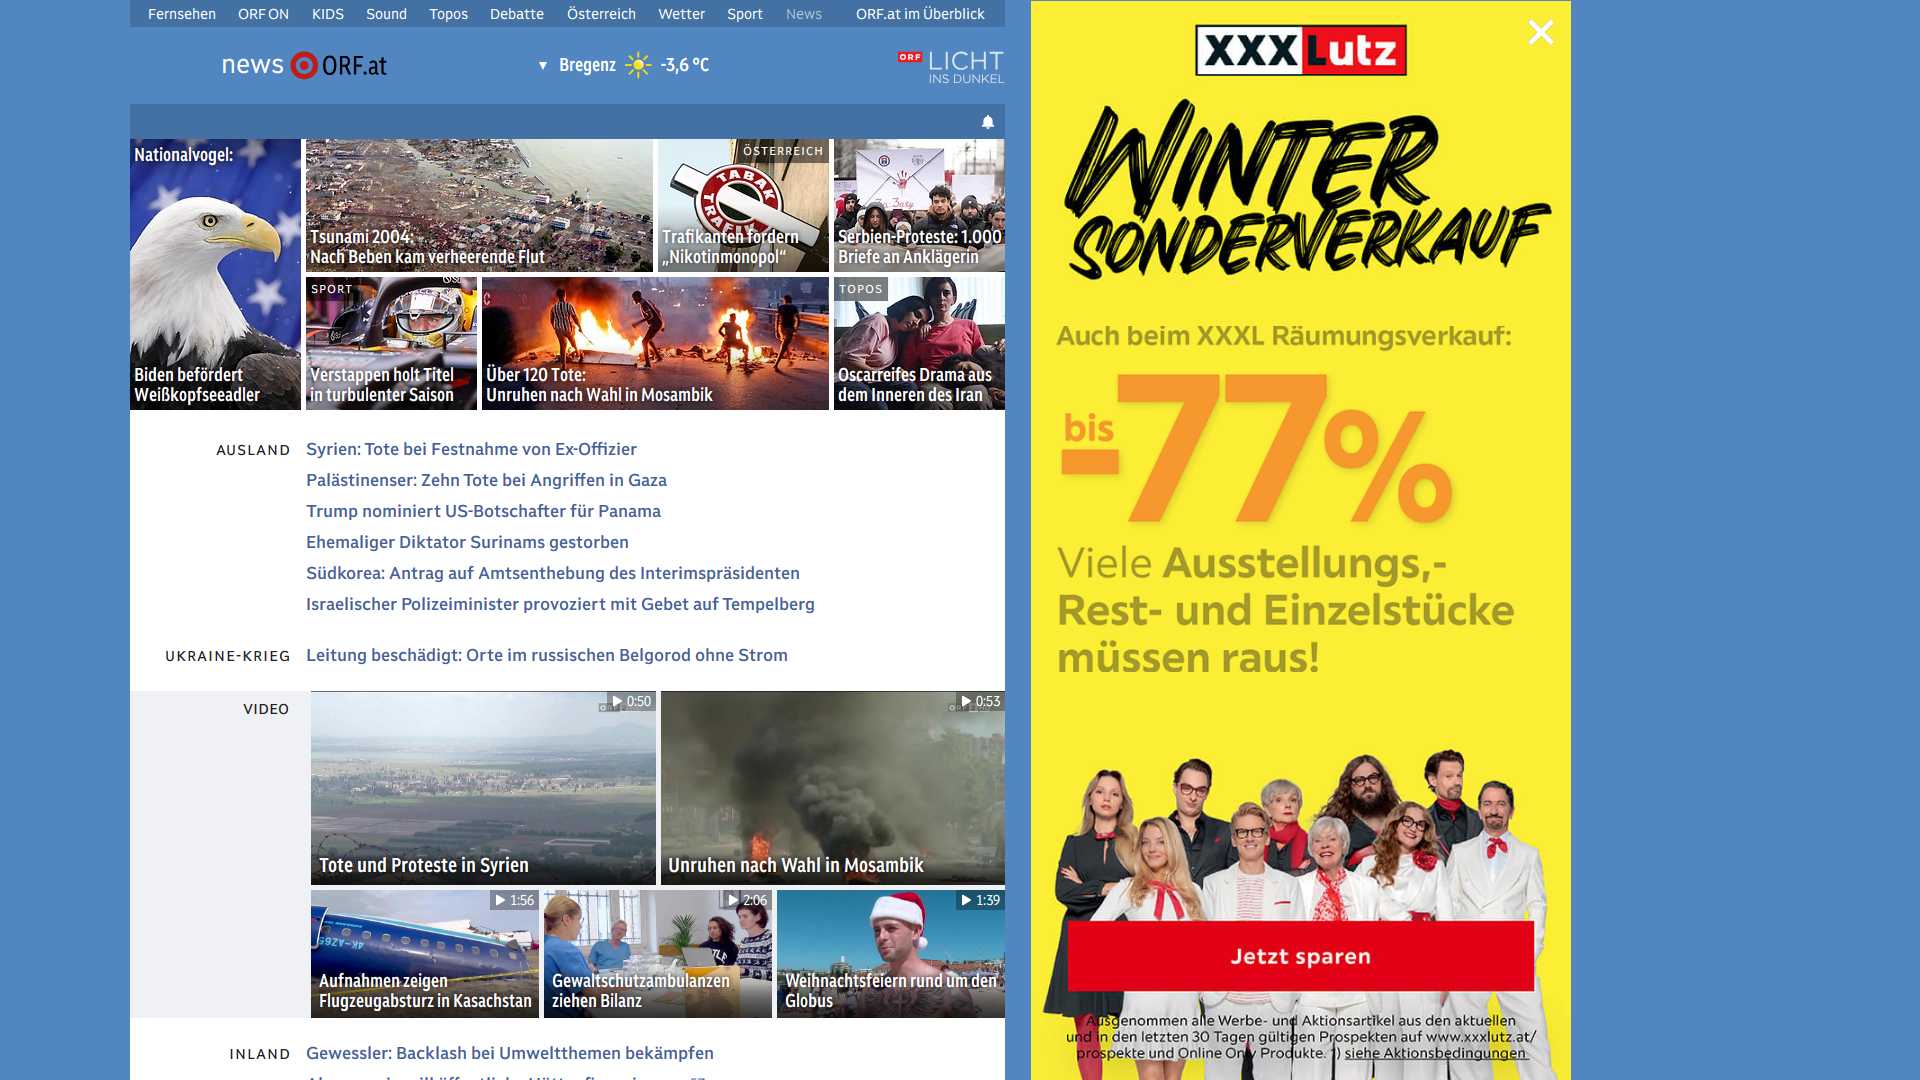 Fernsehen ORF ON KIDS Sound Topos Debatte Österreich Wetter Sport News ORF.at im Überblick
news ORF.at
▼ Bregenz -3,6 °C
ORF LICHT
INS DUNKEL
Nationalvogel:
Biden befördert
Weißkopfseeadler
Tsunami 2004:
Nach Beben kam verheerende Flut
ÖSTERREICH
TABAK
TRAFIK
Trafikanten fordern
„Nikotinmonopol“
Serbien-Proteste: 1.000
Briefe an Anklägerin
SPORT
Verstappen holt Titel
in turbulenter Saison
Über 120 Tote:
Unruhen nach Wahl in Mosambik
TOPOS
Oscarreifes Drama aus
dem Inneren des Iran
AUSLAND
Syrien: Tote bei Festnahme von Ex-Offizier
Palästinenser: Zehn Tote bei Angriffen in Gaza
Trump nominiert US-Botschafter für Panama
Ehemaliger Diktator Surinams gestorben
Südkorea: Antrag auf Amtsenthebung des Interimspräsidenten
Israelischer Polizeiminister provoziert mit Gebet auf Tempelberg
UKRAINE-KRIEG
Leitung beschädigt: Orte im russischen Belgorod ohne Strom
VIDEO
0:50
Tote und Proteste in Syrien
0:53
Unruhen nach Wahl in Mosambik
1:56
4K-AZ65
Aufnahmen zeigen
Flugzeugabsturz in Kasachstan
2:06
Gewaltschutzambulanzen
ziehen Bilanz
1:39
Weihnachtsfeiern rund um den
Globus
INLAND
Gewessler: Backlash bei Umweltthemen bekämpfen
XXXLutz
WINTER
SONDERVERKAUF
Auch beim XXXL Räumungsverkauf:
bis
-77%
Viele Ausstellungs,-
Rest- und Einzelstücke
müssen raus!
Jetzt sparen
Ausgenommen alle Werbe- und Aktionsartikel aus den aktuellen
und in den letzten 30 Tagen gültigen Prospekten auf www.xxxlutz.at/
prospekte und Online Only Produkte. 1) siehe Aktionsbedingungen